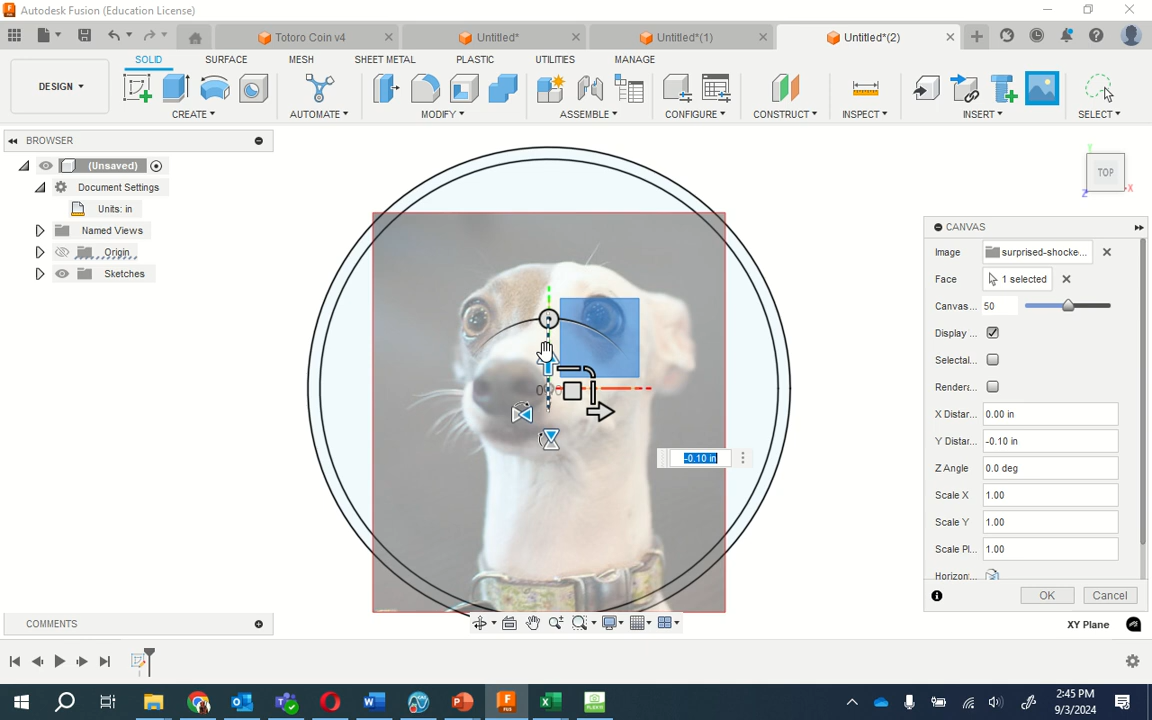 Autodesk Fusion (Education License)
Totoro Coin v4
Untitled*
Untitled*(1)
Untitled*(2)
DESIGN
SOLID
SURFACE
MESH
SHEET METAL
PLASTIC
UTILITIES
MANAGE
CREATE
AUTOMATE
MODIFY
ASSEMBLE
CONFIGURE
CONSTRUCT
INSPECT
INSERT
SELECT
BROWSER
(Unsaved)
Document Settings
Units: in
Named Views
Origin
Sketches
TOP
Y
X
Z
-0.10 in
CANVAS
Image surprised-shocke...
Face 1 selected
Canvas... 50
Display ...
Selectal...
Rendera...
X Distar... 0.00 in
Y Distar... -0.10 in
Z Angle 0.0 deg
Scale X 1.00
Scale Y 1.00
Scale Pl... 1.00
Horizon...
OK Cancel
COMMENTS
XY Plane
2:45 PM
9/3/2024